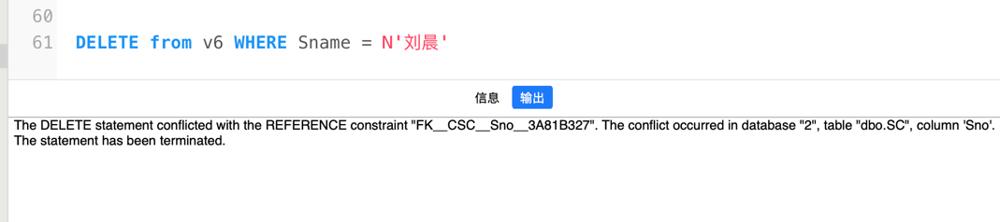 60
61 DELETE from v6 WHERE Sname = N'刘晨'
信息 输出
The DELETE statement conflicted with the REFERENCE constraint "FK__CSC__Sno__3A81B327". The conflict occurred in database "2", table "dbo.SC", column 'Sno'.
The statement has been terminated.